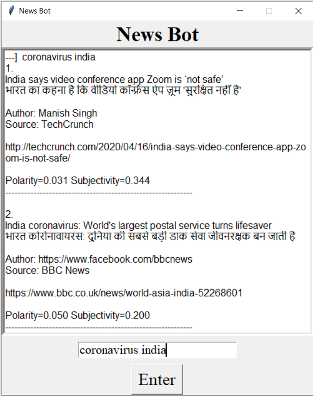 News Bot
News Bot
---] coronavirus india
1.
India says video conference app Zoom is 'not safe'
भारत का कहना है कि वीडियो कॉन्फ्रेंस ऐप ज़ूम 'सुरक्षित नहीं है'
Author: Manish Singh
Source: TechCrunch
http://techcrunch.com/2020/04/16/india-says-video-conference-app-zo
om-is-not-safe/
Polarity=0.031 Subjectivity=0.344
------------------------------------------------------------
2.
India coronavirus: World's largest postal service turns lifesaver
भारत कोरोनावायरस: दुनिया की सबसे बड़ी डाक सेवा जीवनरक्षक बन जाती है
Author: https://www.facebook.com/bbcnews
Source: BBC News
https://www.bbc.co.uk/news/world-asia-india-52268601
Polarity=0.050 Subjectivity=0.200
------------------------------------------------------------
coronavirus india
Enter